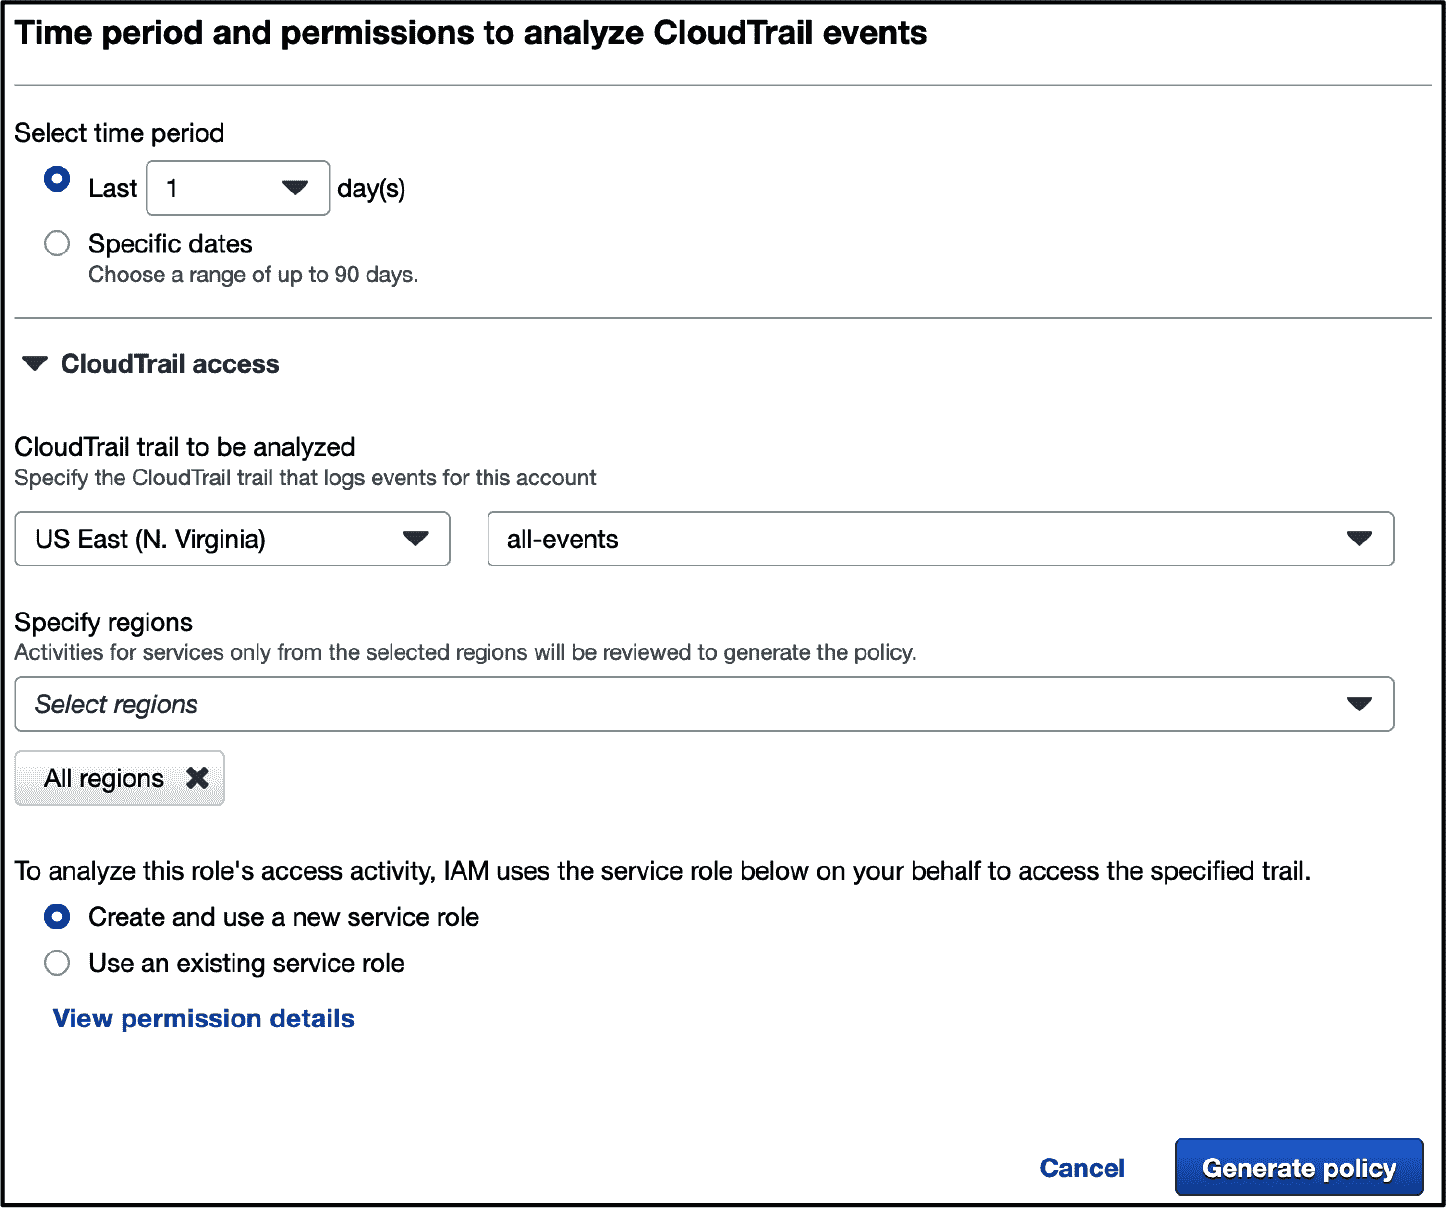 Time period and permissions to analyze CloudTrail events
Select time period
Last 1 day(s)
Specific dates
Choose a range of up to 90 days.
CloudTrail access
CloudTrail trail to be analyzed
Specify the CloudTrail trail that logs events for this account
US East (N. Virginia) all-events
Specify regions
Activities for services only from the selected regions will be reviewed to generate the policy.
Select regions
All regions
To analyze this role's access activity, IAM uses the service role below on your behalf to access the specified trail.
Create and use a new service role
Use an existing service role
View permission details
Cancel Generate policy